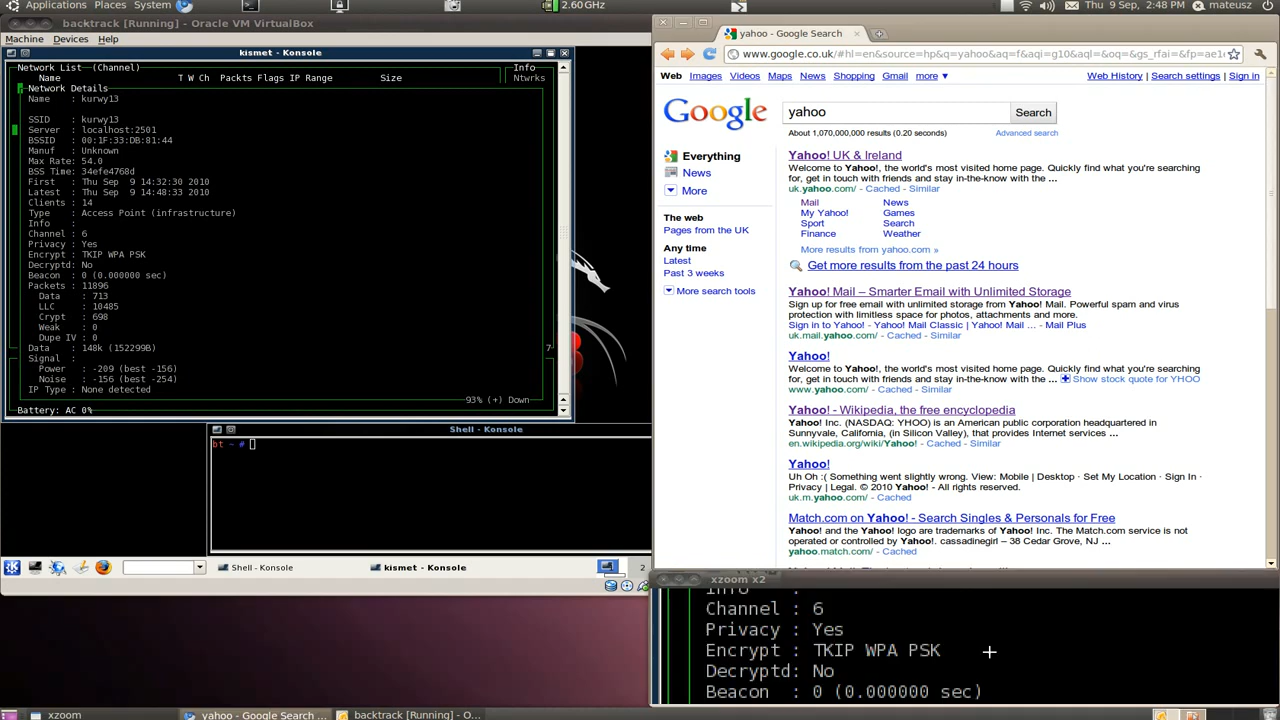 Applications Places System
2.60 GHz
Thu 9 Sep, 2:48 PM mateusz
backtrack [Running] - Oracle VM VirtualBox
Machine Devices Help
kismet - Konsole
Network List (Channel)
Name T W Ch Packts Flags IP Range Size
Info
Ntwrks
Network Details
Name : kurwy13
SSID : kurwy13
Server : localhost:2501
BSSID : 00:1F:33:DB:81:44
Manuf : Unknown
Max Rate: 54.0
BSS Time: 34efe4768d
First : Thu Sep 9 14:32:30 2010
Latest : Thu Sep 9 14:48:33 2010
Clients : 14
Type : Access Point (infrastructure)
Info :
Channel : 6
Privacy : Yes
Encrypt : TKIP WPA PSK
Decryptd: No
Beacon : 0 (0.000000 sec)
Packets : 11896
Data : 713
LLC : 10485
Crypt : 698
Weak : 0
Dupe IV : 0
Data : 148k (152299B)
Signal :
Power : -209 (best -156)
Noise : -156 (best -254)
IP Type : None detected
7
93% (+) Down
Battery: AC 0%
Shell - Konsole
bt ~ #
Shell - Konsole
kismet - Konsole
2
yahoo - Google Search
www.google.co.uk/#hl=en&source=hp&q=yahoo&aq=f&aqi=g10&aql=&oq=&gs_rfai=&fp=ae1
Web Images Videos Maps News Shopping Gmail more ▼
Web History | Search settings | Sign in
Google
yahoo
Search
About 1,070,000,000 results (0.20 seconds)
Advanced search
Everything
News
More
The web
Pages from the UK
Any time
Latest
Past 3 weeks
More search tools
Yahoo! UK & Ireland
Welcome to Yahoo!, the world's most visited home page. Quickly find what you're searching
for, get in touch with friends and stay in-the-know with the ...
uk.yahoo.com/ - Cached - Similar
Mail News
My Yahoo! Games
Sport Search
Finance Weather
More results from yahoo.com »
Get more results from the past 24 hours
Yahoo! Mail – Smarter Email with Unlimited Storage
Sign up for free email with unlimited storage from Yahoo! Mail. Powerful spam and virus
protection with limitless space for photos, attachments and more.
Sign in to Yahoo! - Yahoo! Mail Classic | Yahoo! Mail ... - Mail Plus
uk.mail.yahoo.com/ - Cached - Similar
Yahoo!
Welcome to Yahoo!, the world's most visited home page. Quickly find what you're searching
for, get in touch with friends and stay in-the-know with the ... Show stock quote for YHOO
www.yahoo.com/ - Cached - Similar
Yahoo! - Wikipedia, the free encyclopedia
Yahoo! Inc. (NASDAQ: YHOO) is an American public corporation headquartered in
Sunnyvale, California, (in Silicon Valley), that provides Internet services ...
en.wikipedia.org/wiki/Yahoo! - Cached - Similar
Yahoo!
Uh Oh :( Something went slightly wrong. View: Mobile | Desktop · Set My Location · Sign In ·
Privacy | Legal. © 2010 Yahoo! - All rights reserved.
uk.m.yahoo.com/ - Cached
Match.com on Yahoo! - Search Singles & Personals for Free
Yahoo! and the Yahoo! logo are trademarks of Yahoo! Inc. The Match.com service is not
operated or controlled by Yahoo!. cassadinegirl – 38 Cedar Grove, NJ ...
yahoo.match.com/ - Cached
xzoom x2
Info :
Channel : 6
Privacy : Yes
Encrypt : TKIP WPA PSK
Decryptd: No
Beacon : 0 (0.000000 sec)
xzoom
yahoo - Google Search ...
backtrack [Running] - O...